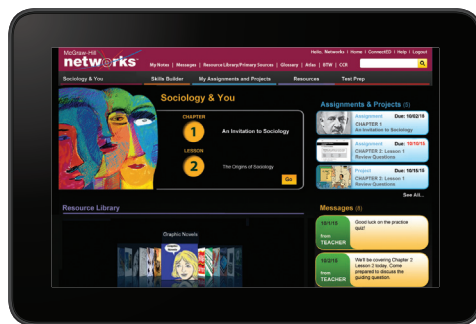 McGraw-Hill
networks
Hello, Networks | Home | ConnectED | Help | Logout
My Notes | Messages | Resource Library/Primary Sources | Glossary | Atlas | BTW | CCR
Sociology & You
Skills Builder
My Assignments and Projects
Resources
Test Prep
Sociology & You
CHAPTER
1
An Invitation to Sociology
LESSON
2
The Origins of Sociology
Go
Assignments & Projects (5)
Assignment Due: 10/02/15
CHAPTER 1
An Invitation to Sociology
Assignment Due: 10/10/15
CHAPTER 2: Lesson 1
Review Questions
Project Due: 10/15/15
CHAPTER 2: Lesson 1
Review Questions
See All...
Resource Library
Graphic Novels
Messages (8)
10/1/15
from
TEACHER
Good luck on the practice
quiz!
10/2/15
from
TEACHER
We'll be covering Chapter 2
Lesson 2 today. Come
prepared to discuss the
guiding question.